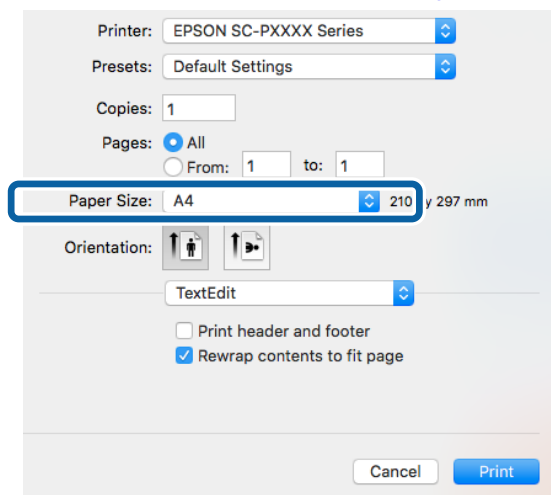 Printer: EPSON SC-PXXXX Series
Presets: Default Settings
Copies: 1
Pages: All
From: 1 to: 1
Paper Size: A4 210 y 297 mm
Orientation:
TextEdit
Print header and footer
Rewrap contents to fit page
Cancel Print